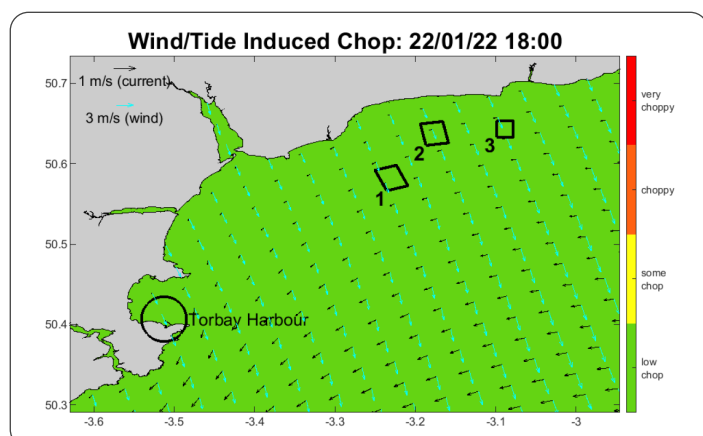 Wind/Tide Induced Chop: 22/01/22 18:00
50.7
50.6
50.5
50.4
50.3
1 m/s (current)
3 m/s (wind)
1
2
3
Torbay Harbour
-3.6
-3.5
-3.4
-3.3
-3.2
-3.1
-3
very
choppy
choppy
some
chop
low
chop